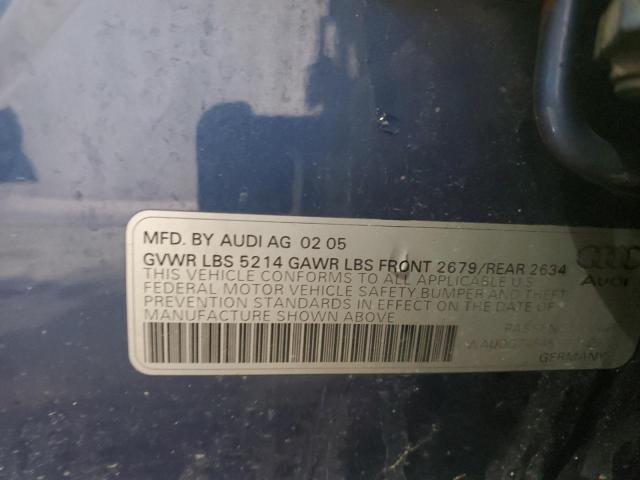 MFD. BY AUDI AG 02 05
GVWR LBS 5214 GAWR LBS FRONT 2679/REAR 2634
THIS VEHICLE CONFORMS TO ALL APPLICABLE U.S.
FEDERAL MOTOR VEHICLE SAFETY BUMPER AND THEFT
PREVENTION STANDARDS IN EFFECT ON THE DATE OF
MANUFACTURE SHOWN ABOVE
Audi
GERMANY